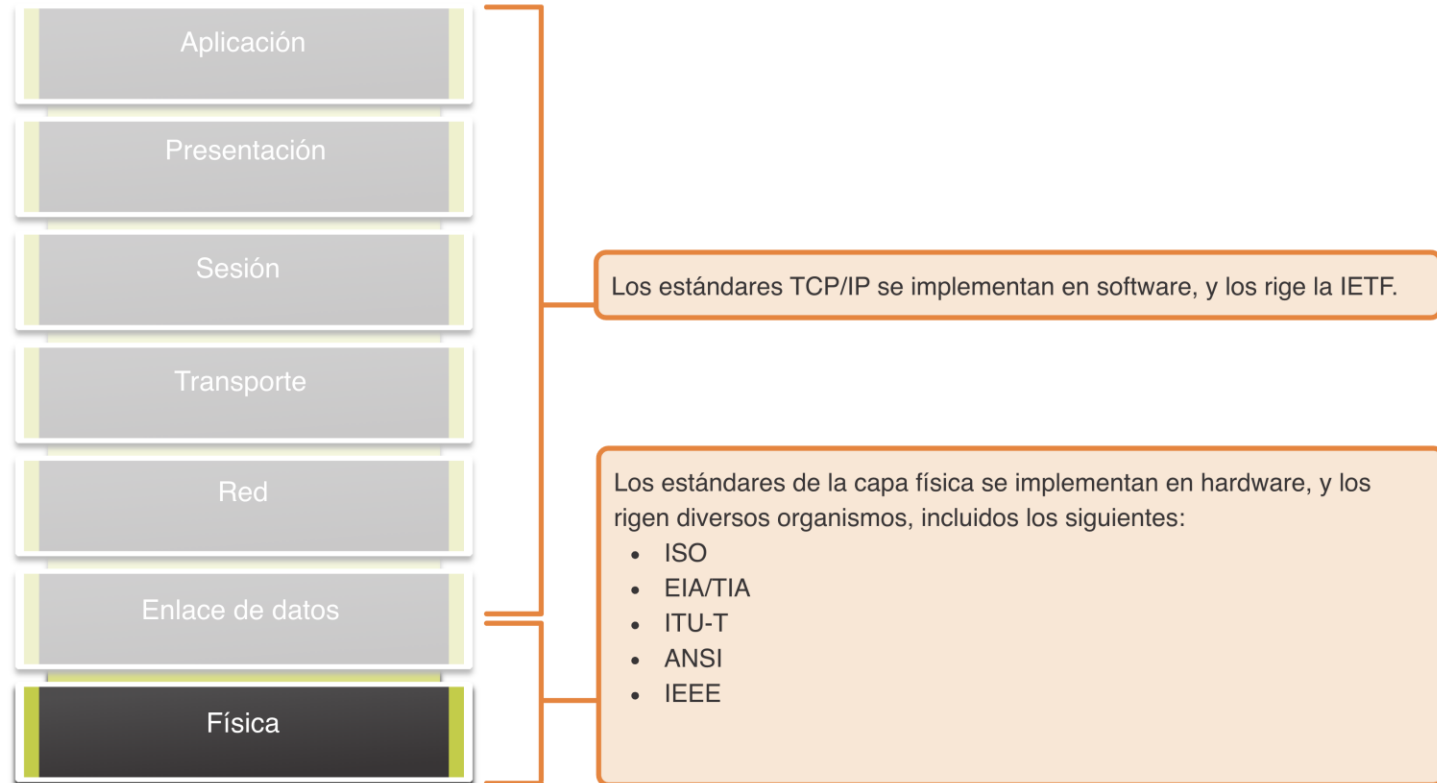 Aplicación
Presentación
Sesión
Transporte
Red
Enlace de datos
Física
Los estándares TCP/IP se implementan en software, y los rige la IETF.
Los estándares de la capa física se implementan en hardware, y los
rigen diversos organismos, incluidos los siguientes:
• ISO
• EIA/TIA
• ITU-T
• ANSI
• IEEE